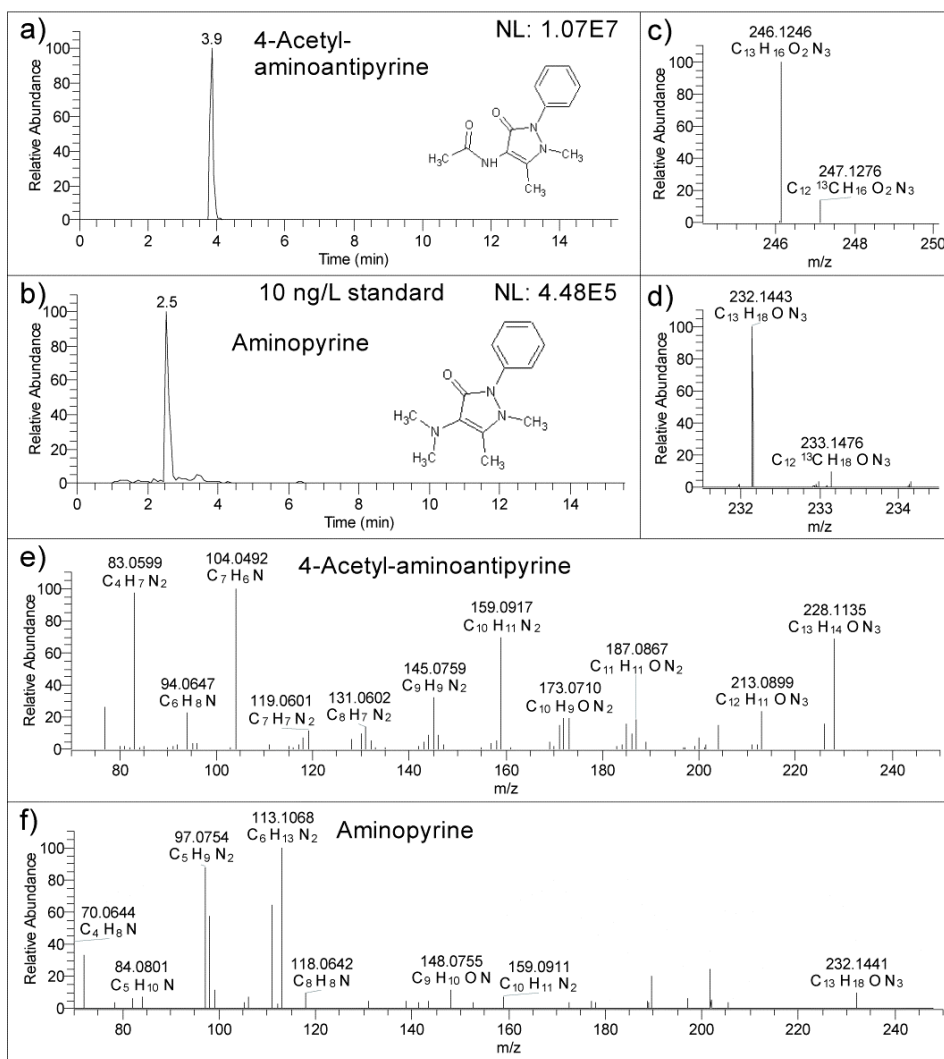 a)
4-Acetyl-
aminoantipyrine
NL: 1.07E7
3.9
100
80
60
40
20
0
Relative Abundance
0 2 4 6 8 10 12 14
Time (min)
O
N
O
N
CH3
H3C
NH
CH3
c)
246.1246
C13 H16 O2 N3
247.1276
C12 13CH16 O2 N3
100
80
60
40
20
0
Relative Abundance
246 248 250
m/z
b)
10 ng/L standard
NL: 4.48E5
Aminopyrine
2.5
100
80
60
40
20
0
Relative Abundance
0 2 4 6 8 10 12 14
Time (min)
O
N
H3C
N
CH3
N
H3C
CH3
d)
232.1443
C13 H18 O N3
233.1476
C12 13C H18 O N3
100
80
60
40
20
0
Relative Abundance
232 233 234
m/z
e)
4-Acetyl-aminoantipyrine
83.0599
C4 H7 N2
104.0492
C7 H6 N
94.0647
C6 H8 N
119.0601
C7 H7 N2
131.0602
C8 H7 N2
145.0759
C9 H9 N2
159.0917
C10 H11 N2
173.0710
C10 H9 O N2
187.0867
C11 H11 O N2
213.0899
C12 H11 O N3
228.1135
C13 H14 O N3
100
80
60
40
20
0
Relative Abundance
80 100 120 140 160 180 200 220 240
m/z
f)
Aminopyrine
70.0644
C4 H8 N
84.0801
C5 H10 N
97.0754
C5 H9 N2
113.1068
C6 H13 N2
118.0642
C8 H8 N
148.0755
C9 H10 O N
159.0911
C10 H11 N2
232.1441
C13 H18 O N3
100
80
60
40
20
0
Relative Abundance
80 100 120 140 160 180 200 220 240
m/z